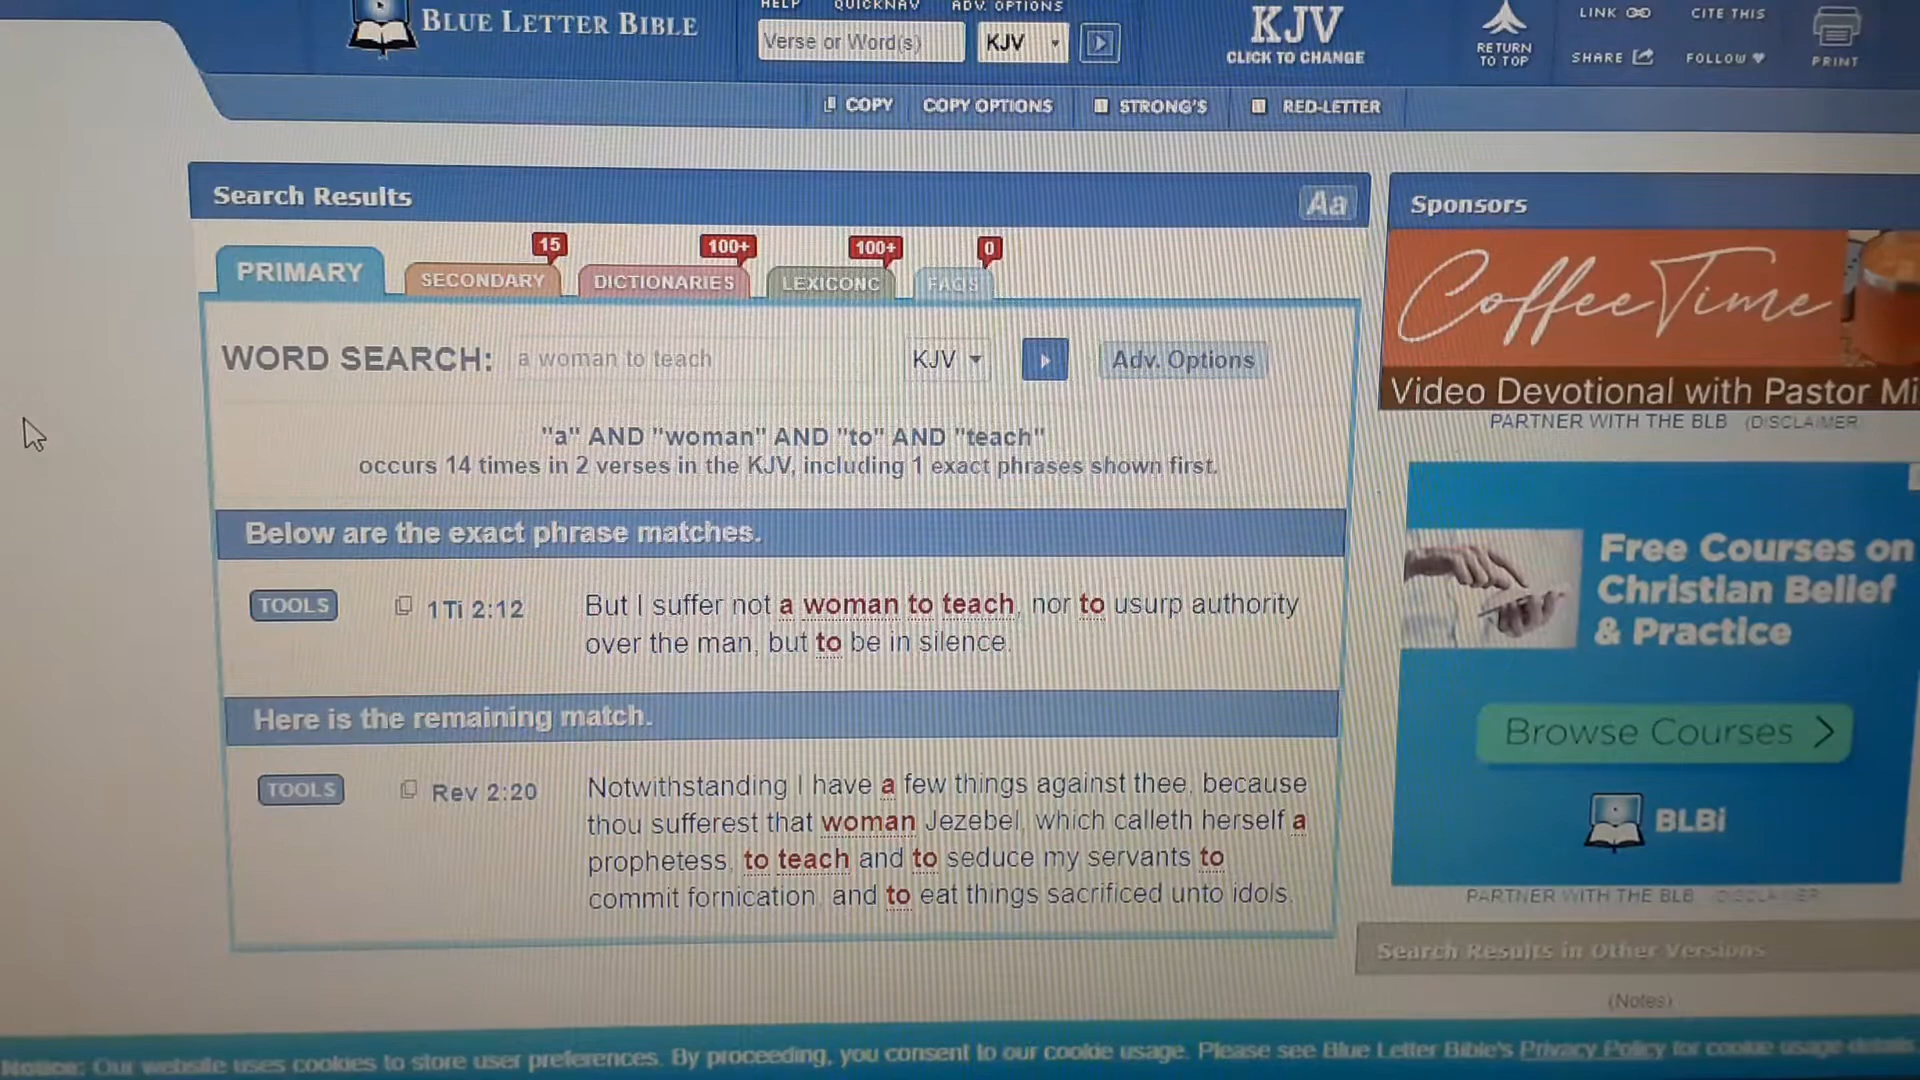 HELP QUICKNAV ADV. OPTIONS
BLUE LETTER BIBLE
Verse or Word(s)
KJV
KJV
CLICK TO CHANGE
RETURN
TO TOP
LINK
CITE THIS
SHARE
FOLLOW
PRINT
COPY
COPY OPTIONS
STRONG'S
RED-LETTER
Search Results
Aa
PRIMARY
SECONDARY
15
DICTIONARIES
100+
LEXICONC
100+
FAQS
0
WORD SEARCH:
a woman to teach
KJV
Adv. Options
"a" AND "woman" AND "to" AND "teach"
occurs 14 times in 2 verses in the KJV, including 1 exact phrases shown first.
Below are the exact phrase matches.
TOOLS
1Ti 2:12
But I suffer not a woman to teach, nor to usurp authority
over the man, but to be in silence.
Here is the remaining match.
TOOLS
Rev 2:20
Notwithstanding I have a few things against thee, because
thou sufferest that woman Jezebel, which calleth herself a
prophetess, to teach and to seduce my servants to
commit fornication, and to eat things sacrificed unto idols.
Sponsors
Coffee Time
Video Devotional with Pastor Mi
PARTNER WITH THE BLB (DISCLAIMER
Free Courses on
Christian Belief
& Practice
Browse Courses
BLBi
PARTNER WITH THE BLB DISCLAIMER
Search Results in Other Versions
(Notes)
Notice: Our website uses cookies to store user preferences. By proceeding, you consent to our cookie usage. Please see Blue Letter Bible's Privacy Policy for cookie usage details